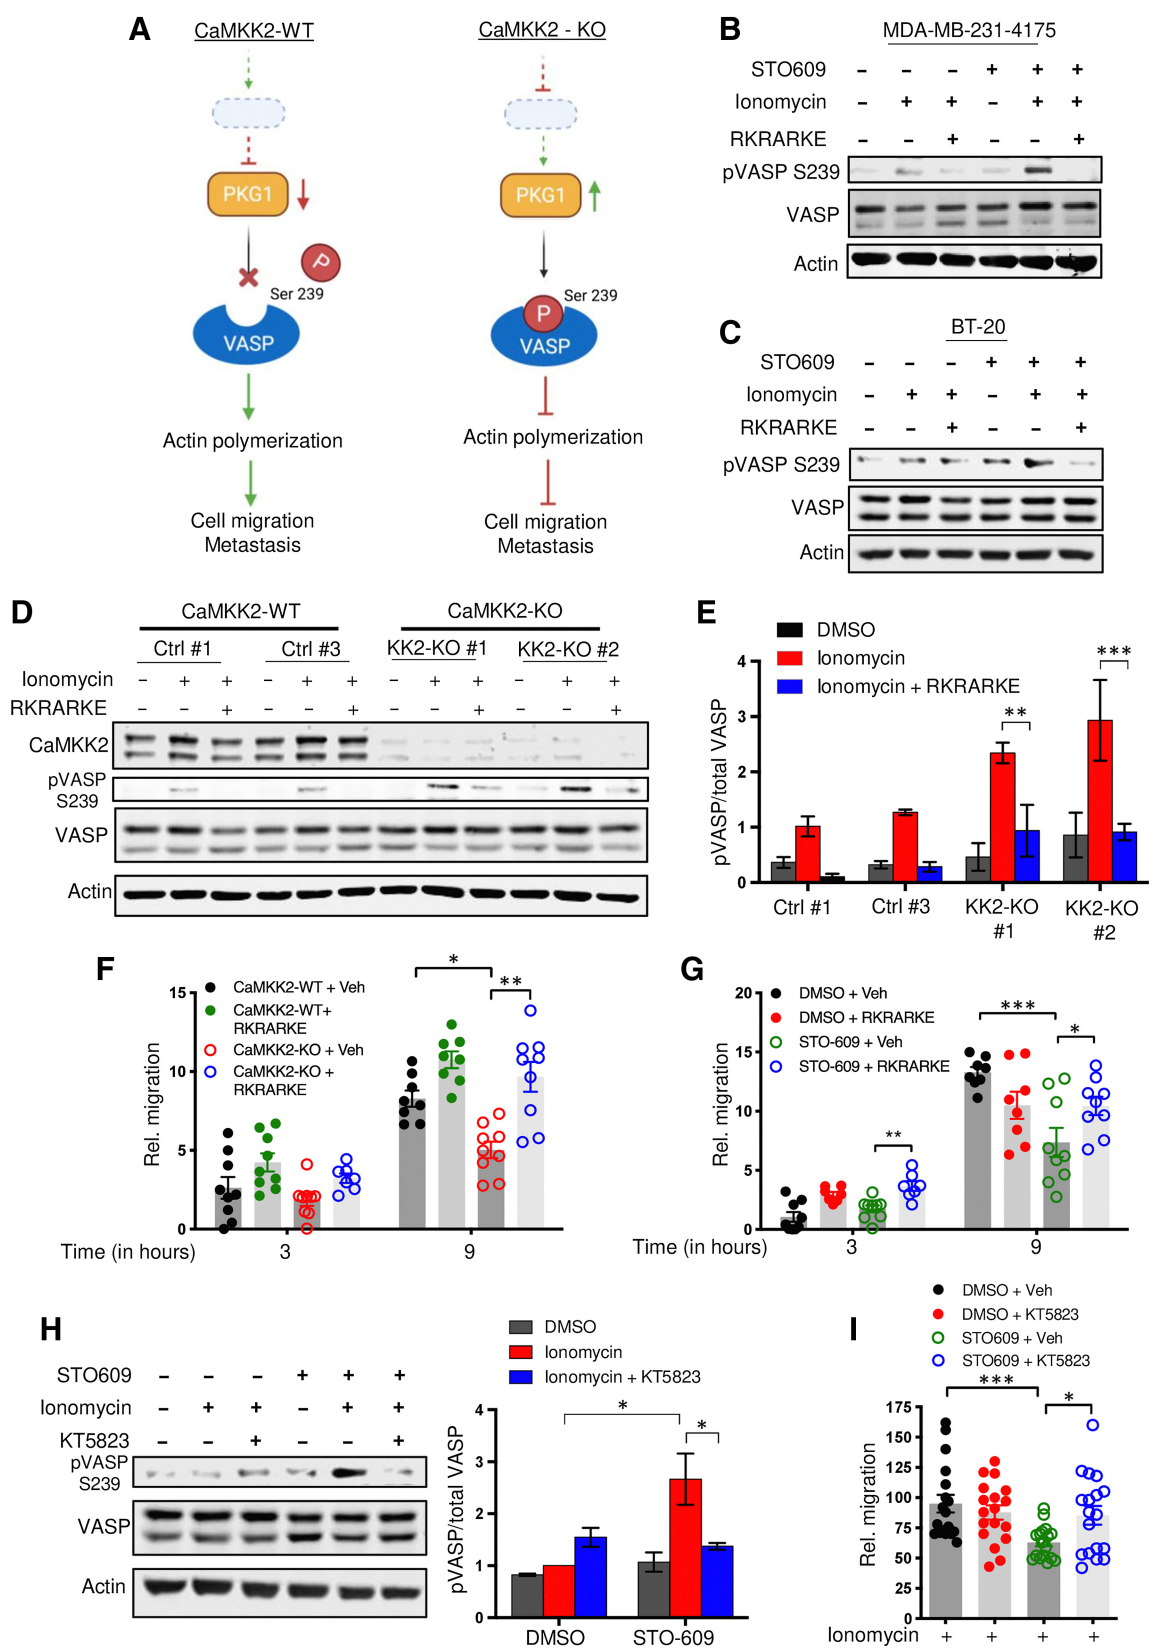 A
CaMKK2-WT
CaMKK2 - KO
PKG1
PKG1
P
Ser 239
VASP
P
Ser 239
VASP
Actin polymerization
Actin polymerization
Cell migration
Metastasis
Cell migration
Metastasis
B
MDA-MB-231-4175
STO609 – – – + + +
Ionomycin – + + – + +
RKRARKE – – + – – +
pVASP S239
VASP
Actin
C
BT-20
STO609 – – – + + +
Ionomycin – + + – + +
RKRARKE – – + – – +
pVASP S239
VASP
Actin
D
CaMKK2-WT
CaMKK2-KO
Ctrl #1
Ctrl #3
KK2-KO #1
KK2-KO #2
Ionomycin – + + – + + – + + – + +
RKRARKE – – + – – + – – + – – +
CaMKK2
pVASP
S239
VASP
Actin
E
DMSO
Ionomycin
Ionomycin + RKRARKE
pVASP/total VASP
4
3
2
1
0
**
***
Ctrl #1
Ctrl #3
KK2-KO
#1
KK2-KO
#2
F
CaMKK2-WT + Veh
CaMKK2-WT+
RKRARKE
CaMKK2-KO + Veh
CaMKK2-KO +
RKRARKE
Rel. migration
15
10
5
0
*
**
Time (in hours)
3
9
G
DMSO + Veh
DMSO + RKRARKE
STO-609 + Veh
STO-609 + RKRARKE
Rel. migration
20
15
10
5
0
**
***
*
Time (in hours)
3
9
H
STO609 – – – + + +
Ionomycin – + + – + +
KT5823 – – + – – +
pVASP
S239
VASP
Actin
DMSO
Ionomycin
Ionomycin + KT5823
pVASP/total VASP
4
3
2
1
0
*
*
DMSO
STO-609
I
DMSO + Veh
DMSO + KT5823
STO609 + Veh
STO609 + KT5823
Rel. migration
175
150
125
100
75
50
25
0
***
*
Ionomycin + + + +